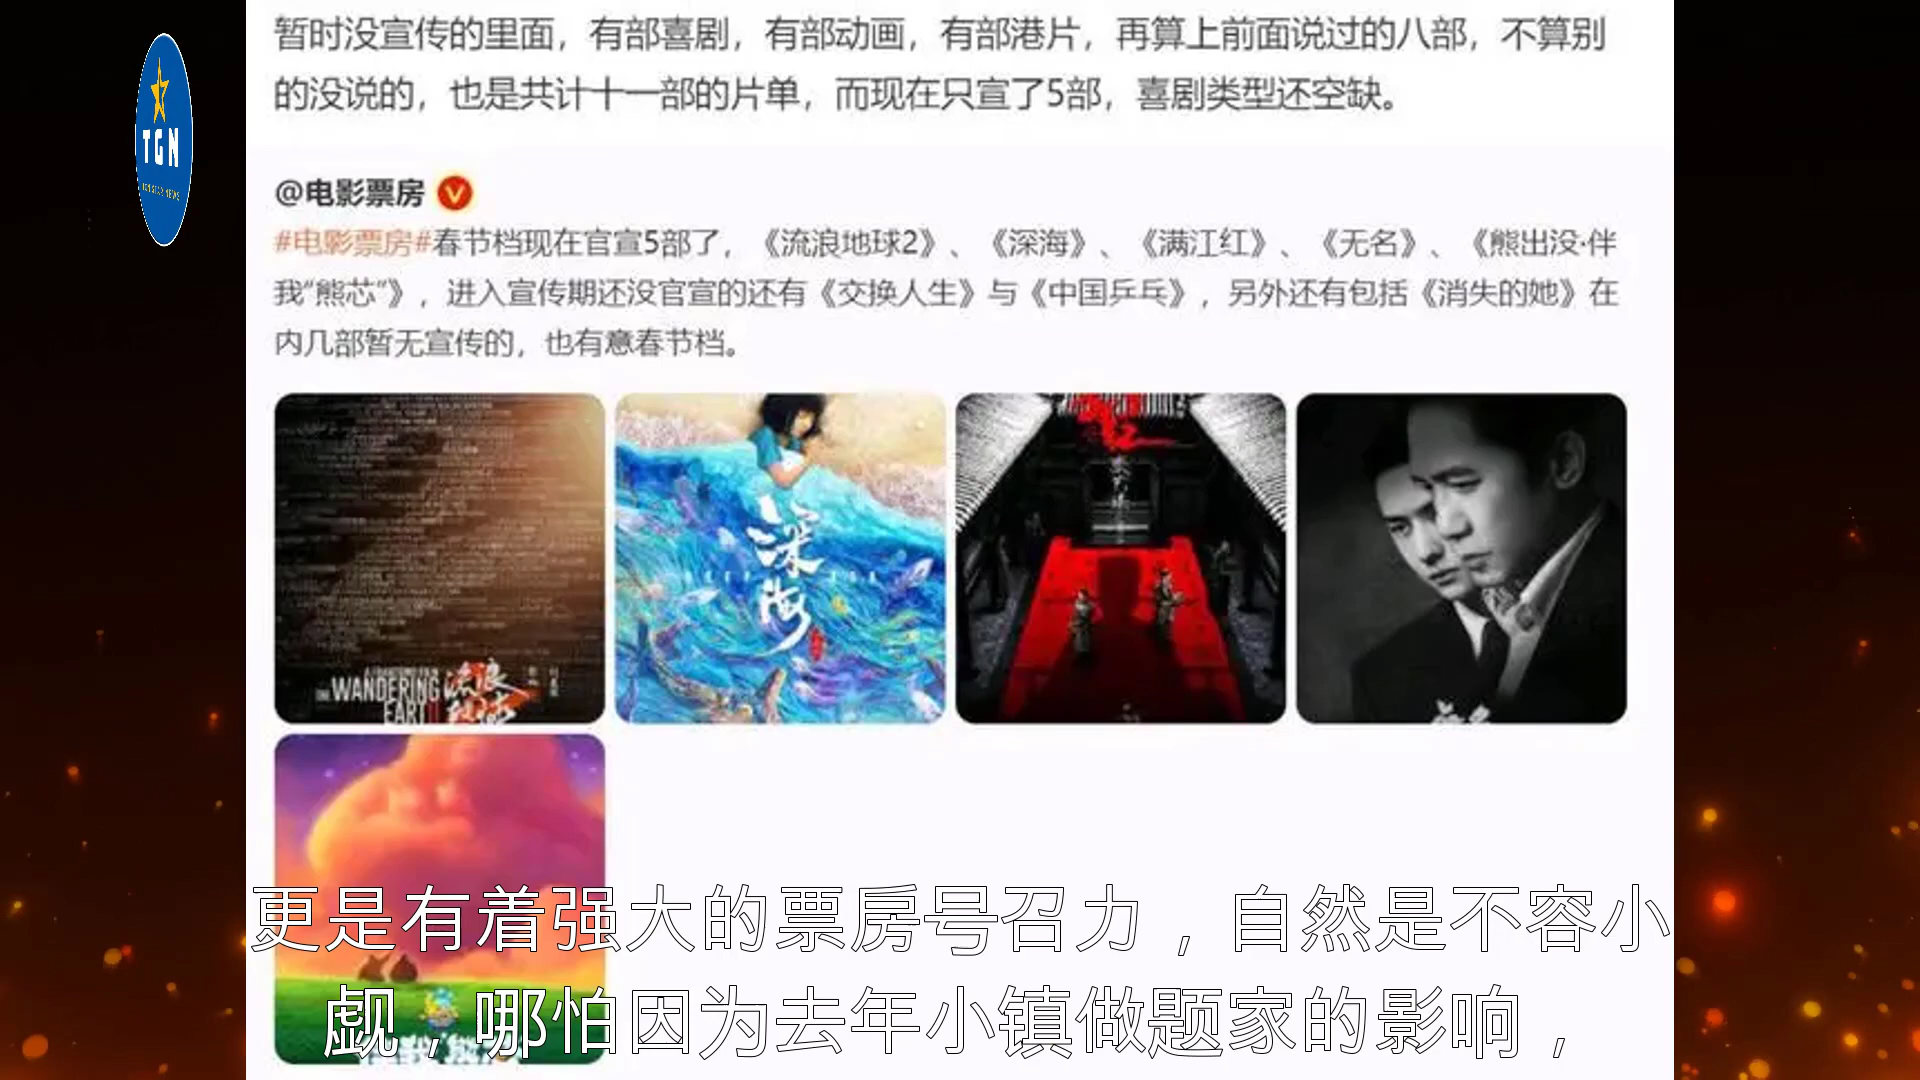 暂时没宣传的里面，有部喜剧，有部动画，有部港片，再算上前面说过的八部，不算别
的没说的，也是共计十一部的片单，而现在只宣了5部，喜剧类型还空缺。
TGN
@电影票房
#电影票房#春节档现在官宣5部了，《流浪地球2》、《深海》、《满江红》、《无名》、《熊出没·伴
我“熊芯”》，进入宣传期还没官宣的还有《交换人生》与《中国乒乓》，另外还有包括《消失的她》在
内几部暂无宣传的，也有意春节档。
深海
WANDERING
流浪
更是有着强大的票房号召力，自然是不容小
觑，哪怕因为去年小镇做题家的影响，